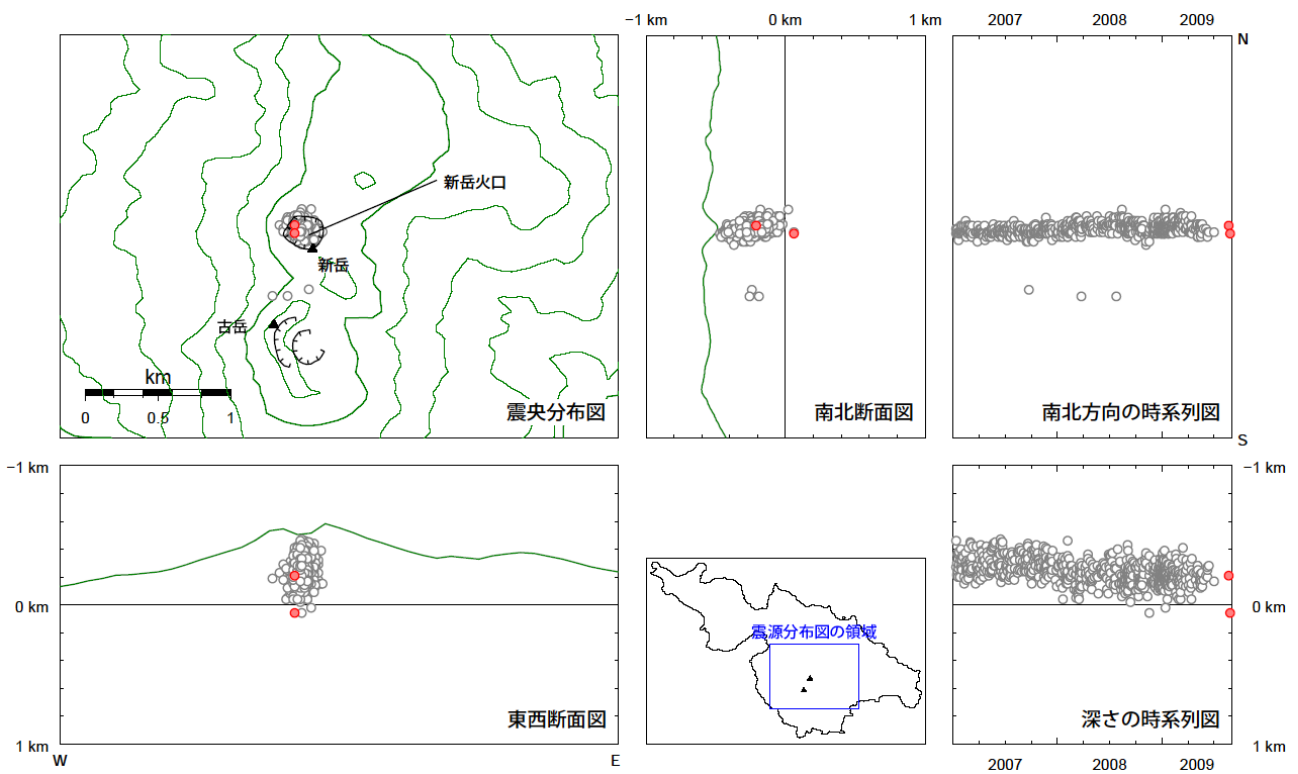 −1 km
0 km
1 km
2007
2008
2009
N
新岳火口
新岳
古岳
km
0
0.5
1
震央分布図
南北断面図
南北方向の時系列図
S
−1 km
0 km
1 km
W
E
東西断面図
震源分布図の領域
−1 km
0 km
1 km
深さの時系列図
2007
2008
2009